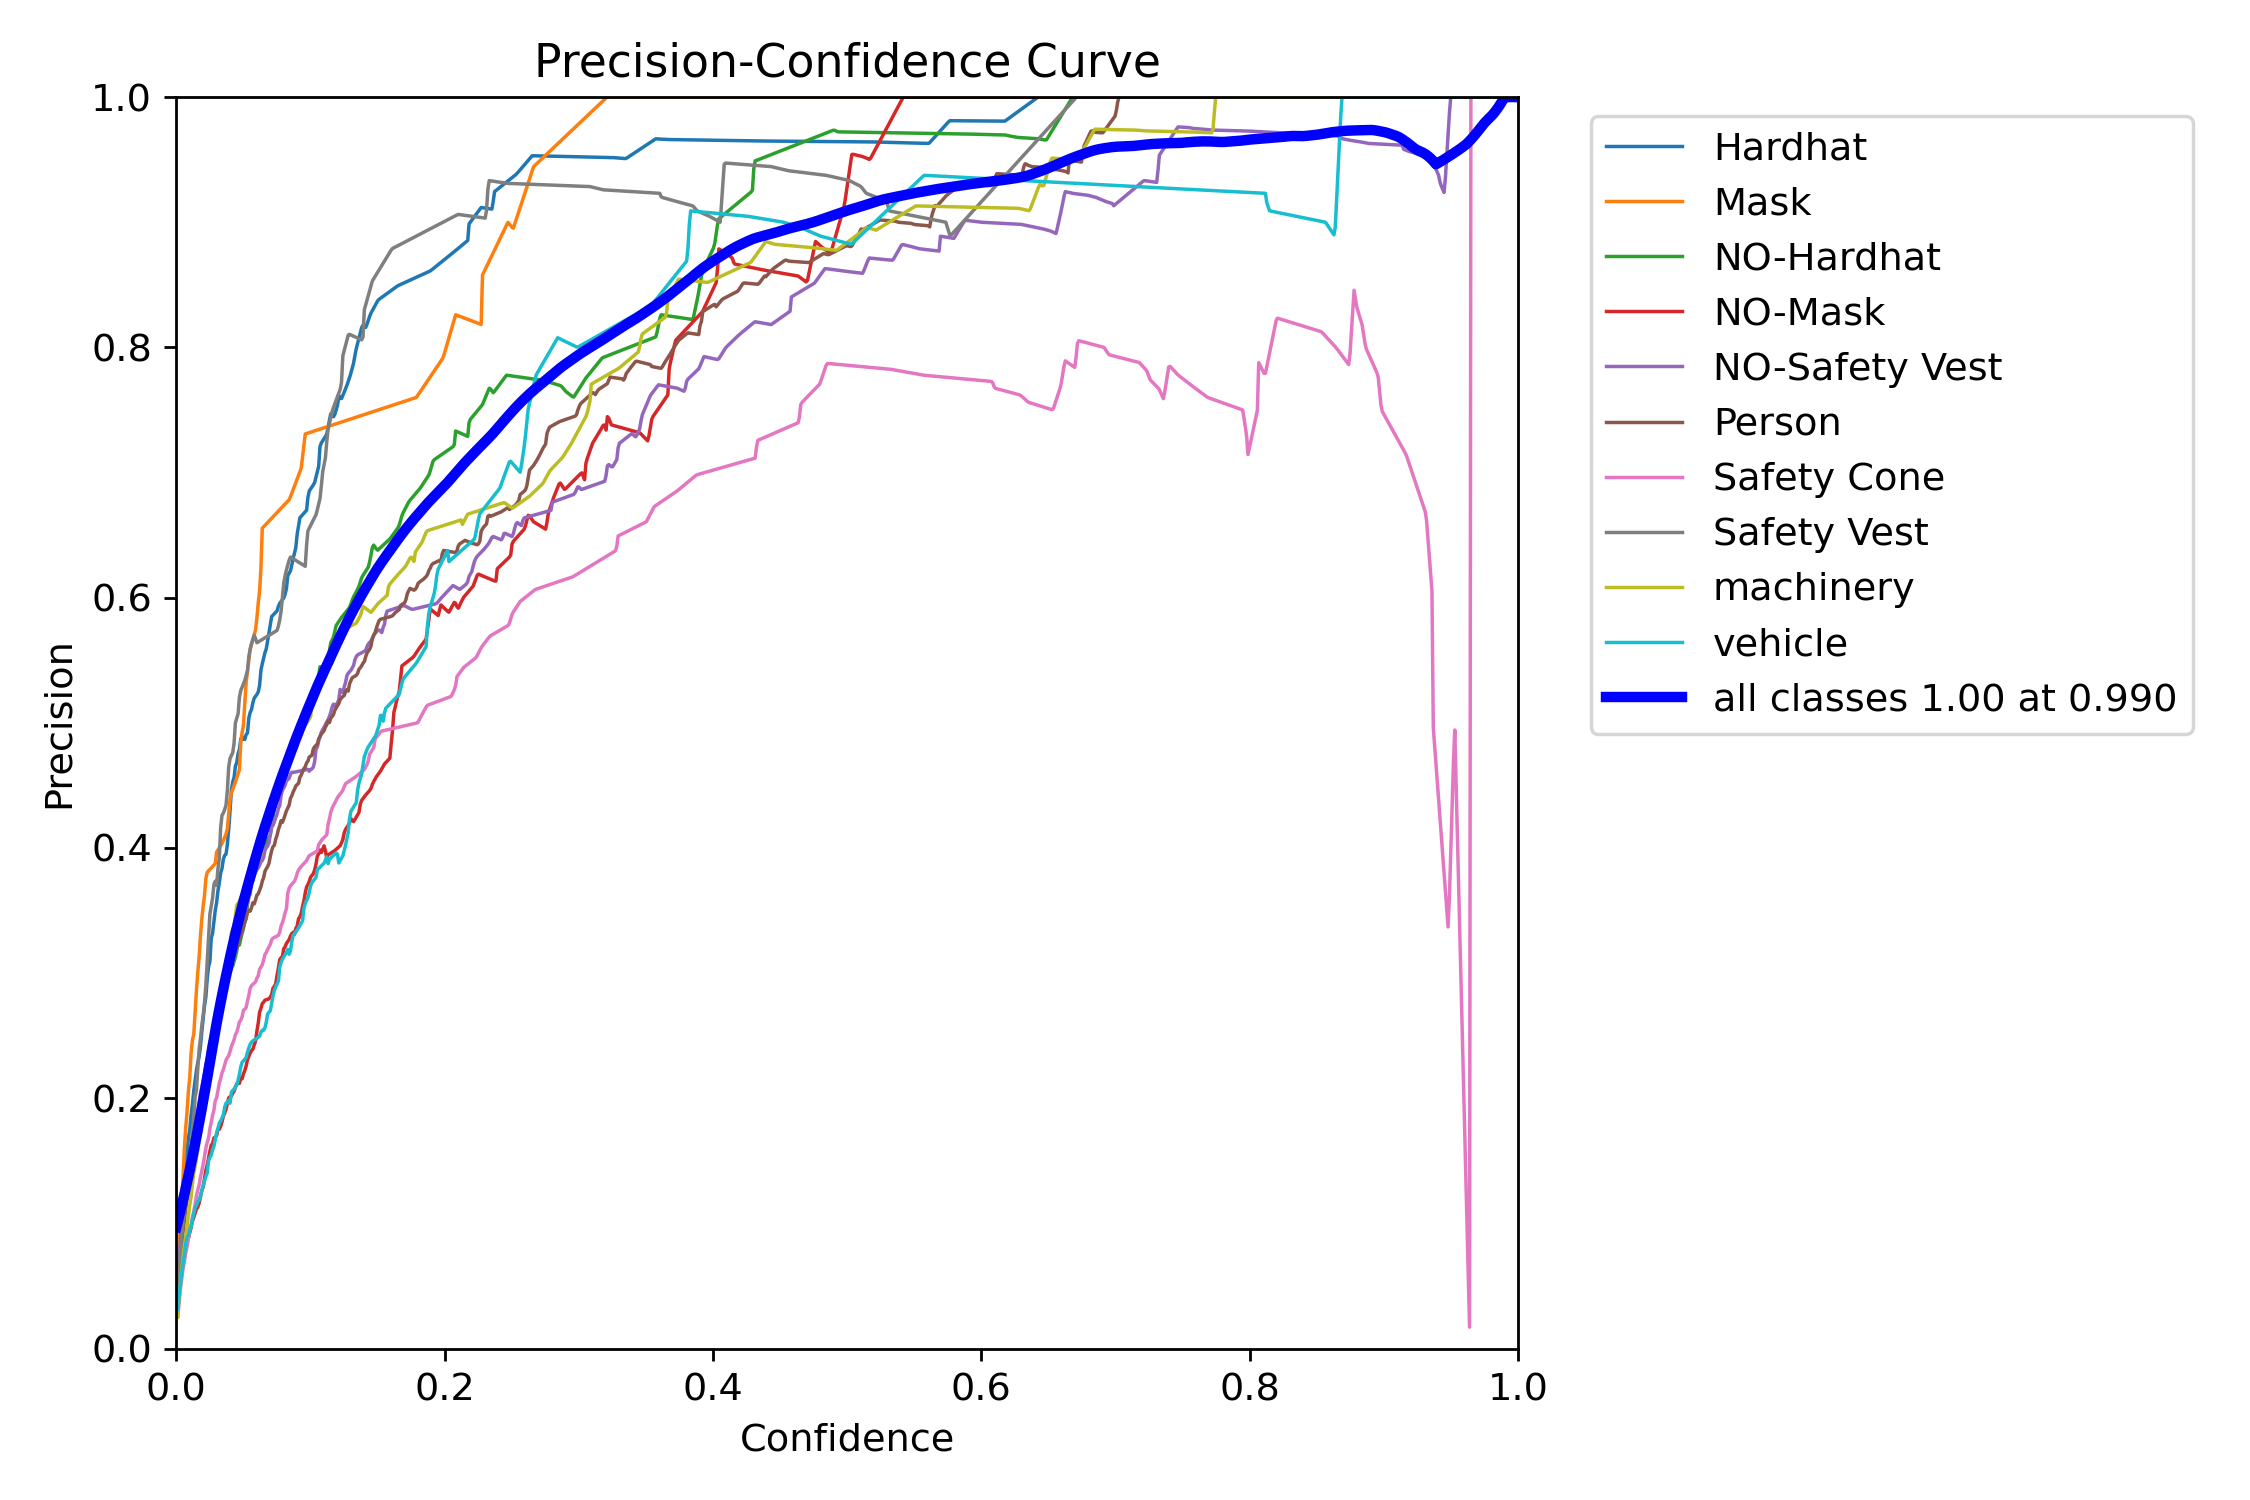 Precision-Confidence Curve
1.0
0.8
0.6
0.4
0.2
0.0
Precision
0.0 0.2 0.4 0.6 0.8 1.0
Confidence
Hardhat
Mask
NO-Hardhat
NO-Mask
NO-Safety Vest
Person
Safety Cone
Safety Vest
machinery
vehicle
all classes 1.00 at 0.990